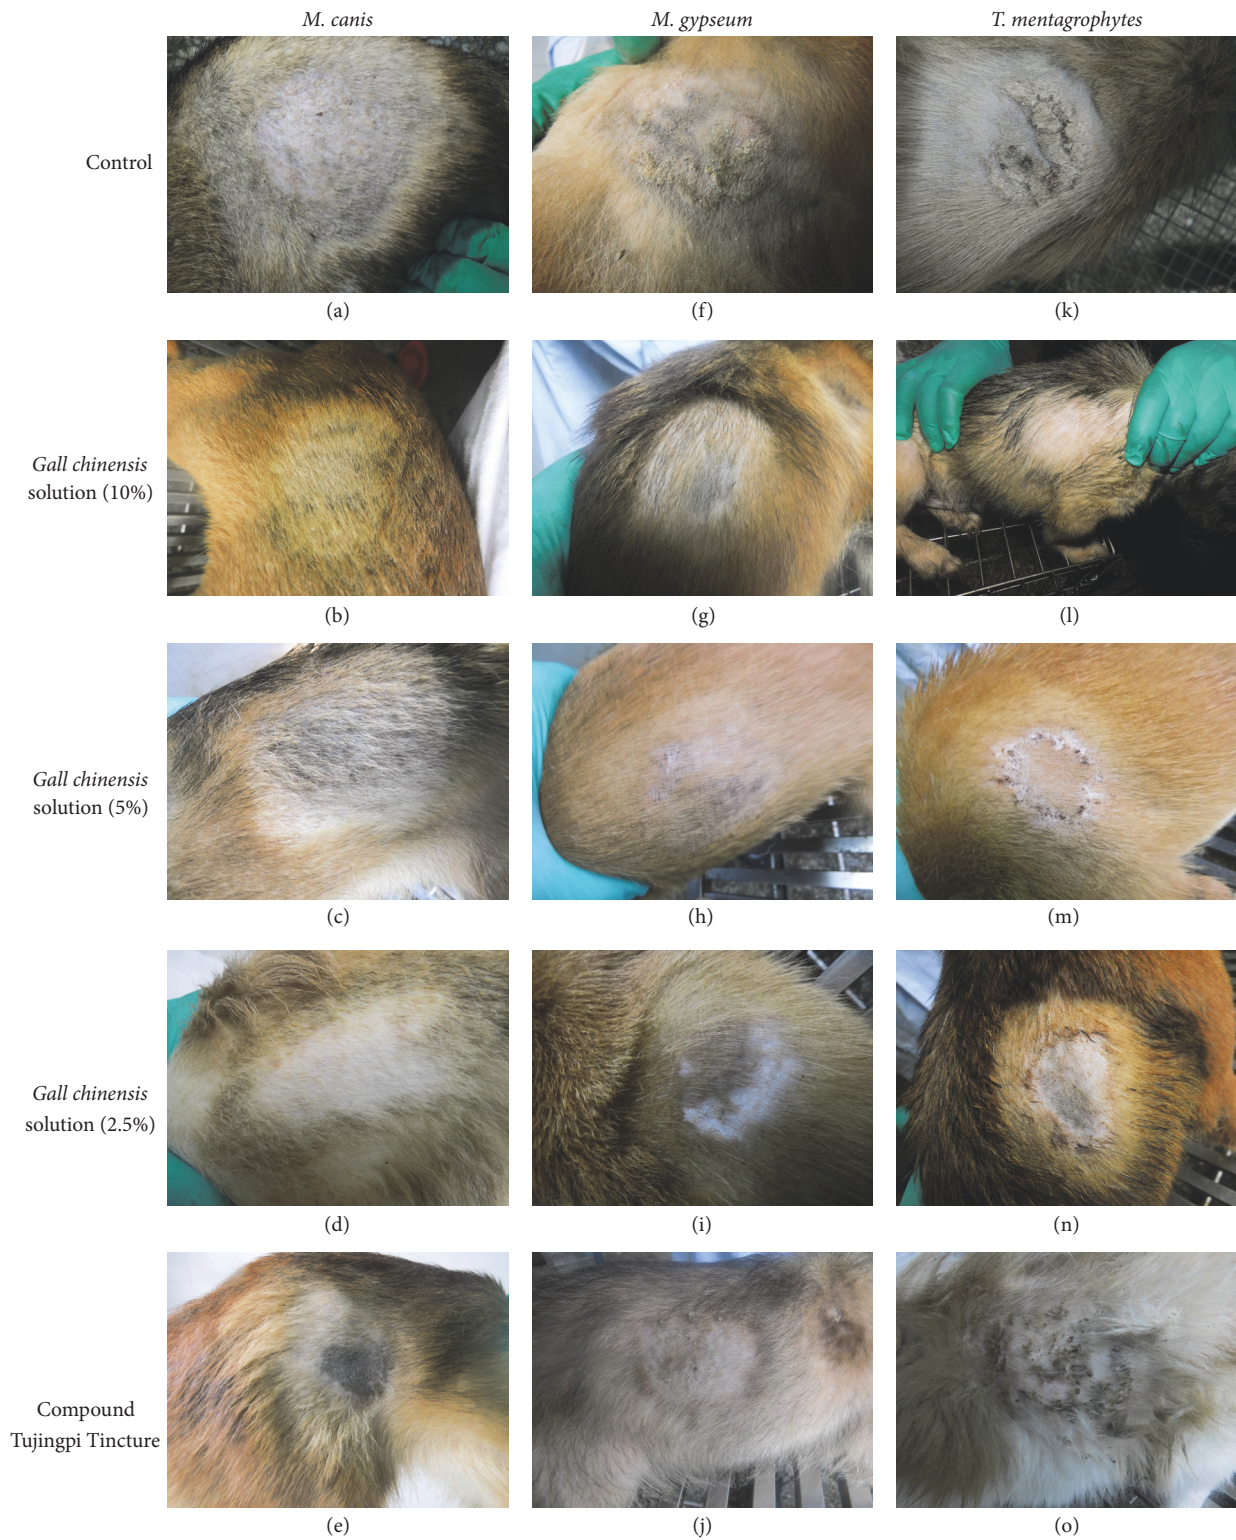 M. canis
M. gypseum
T. mentagrophytes
Control
(a)
(f)
(k)
Gall chinensis
solution (10%)
(b)
(g)
(l)
Gall chinensis
solution (5%)
(c)
(h)
(m)
Gall chinensis
solution (2.5%)
(d)
(i)
(n)
Compound
Tujingpi Tincture
(e)
(j)
(o)